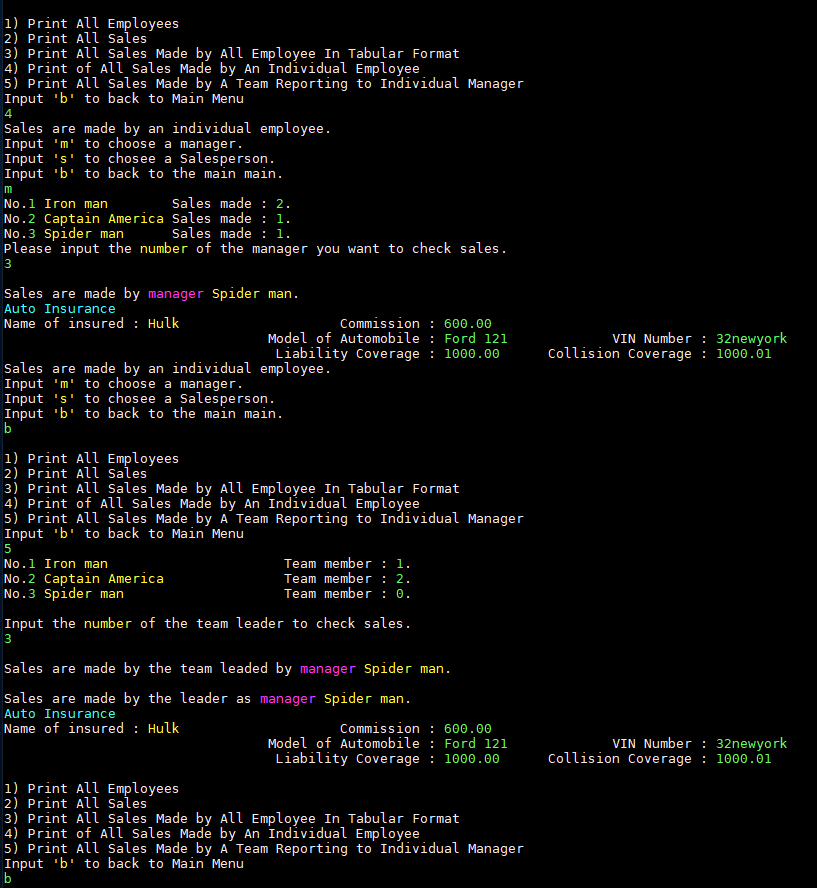 1) Print All Employees
2) Print All Sales
3) Print All Sales Made by All Employee In Tabular Format
4) Print of All Sales Made by An Individual Employee
5) Print All Sales Made by A Team Reporting to Individual Manager
Input 'b' to back to Main Menu
4
Sales are made by an individual employee.
Input 'm' to choose a manager.
Input 's' to chosee a Salesperson.
Input 'b' to back to the main main.
m
No.1 Iron man Sales made : 2.
No.2 Captain America Sales made : 1.
No.3 Spider man Sales made : 1.
Please input the number of the manager you want to check sales.
3
Sales are made by manager Spider man.
Auto Insurance
Name of insured : Hulk Commission : 600.00
Model of Automobile : Ford 121 VIN Number : 32newyork
Liability Coverage : 1000.00 Collision Coverage : 1000.01
Sales are made by an individual employee.
Input 'm' to choose a manager.
Input 's' to chosee a Salesperson.
Input 'b' to back to the main main.
b
1) Print All Employees
2) Print All Sales
3) Print All Sales Made by All Employee In Tabular Format
4) Print of All Sales Made by An Individual Employee
5) Print All Sales Made by A Team Reporting to Individual Manager
Input 'b' to back to Main Menu
5
No.1 Iron man Team member : 1.
No.2 Captain America Team member : 2.
No.3 Spider man Team member : 0.
Input the number of the team leader to check sales.
3
Sales are made by the team leaded by manager Spider man.
Sales are made by the leader as manager Spider man.
Auto Insurance
Name of insured : Hulk Commission : 600.00
Model of Automobile : Ford 121 VIN Number : 32newyork
Liability Coverage : 1000.00 Collision Coverage : 1000.01
1) Print All Employees
2) Print All Sales
3) Print All Sales Made by All Employee In Tabular Format
4) Print of All Sales Made by An Individual Employee
5) Print All Sales Made by A Team Reporting to Individual Manager
Input 'b' to back to Main Menu
b